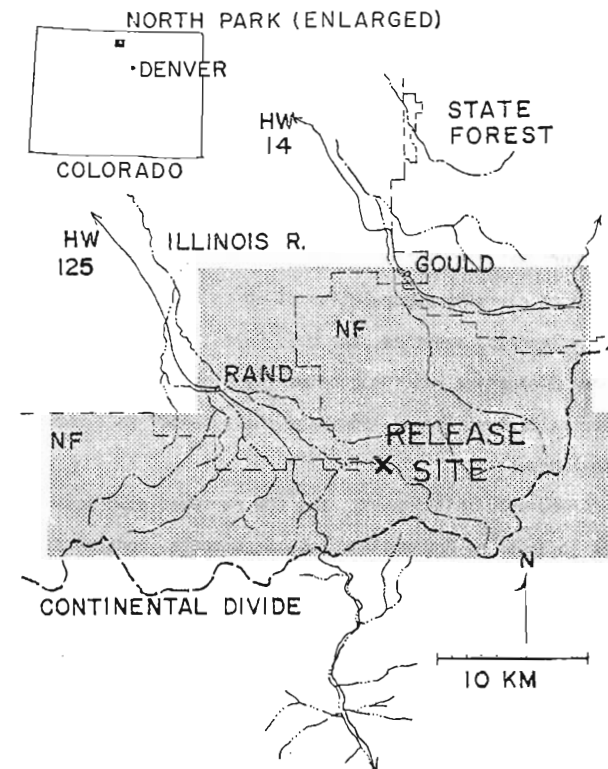 NORTH PARK (ENLARGED)
DENVER
COLORADO
STATE
FOREST
HW
14
HW
125
ILLINOIS R.
GOULD
NF
RAND
RELEASE
SITE
NF
N
CONTINENTAL DIVIDE
10 KM